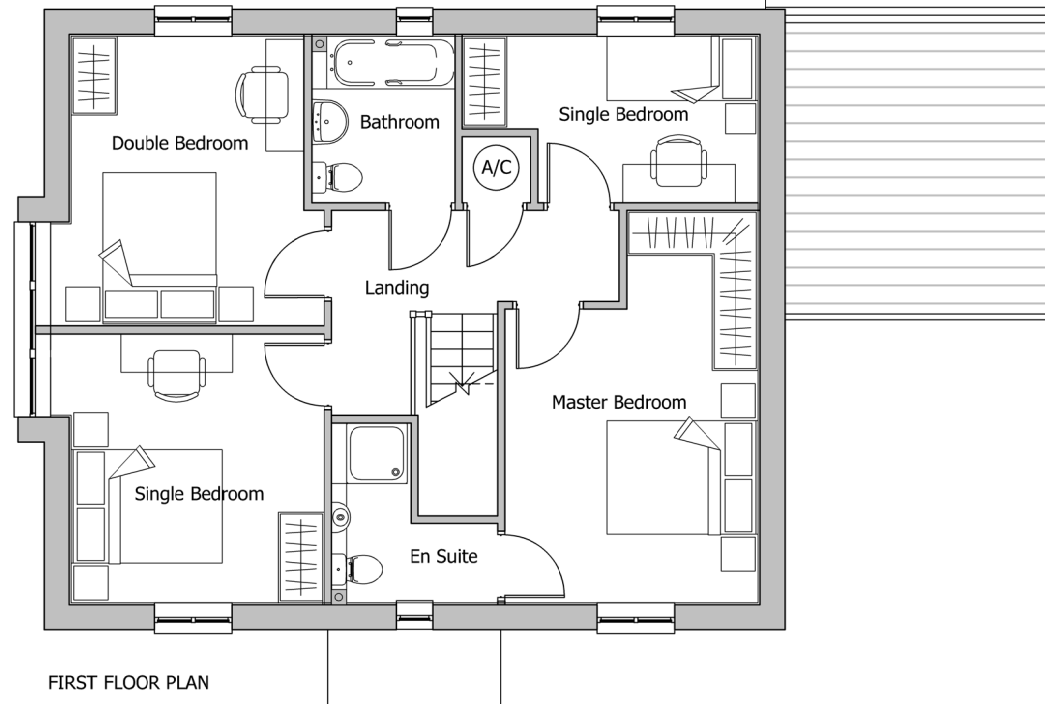 Double Bedroom
Bathroom
Single Bedroom
A/C
Landing
Master Bedroom
Single Bedroom
En Suite
FIRST FLOOR PLAN